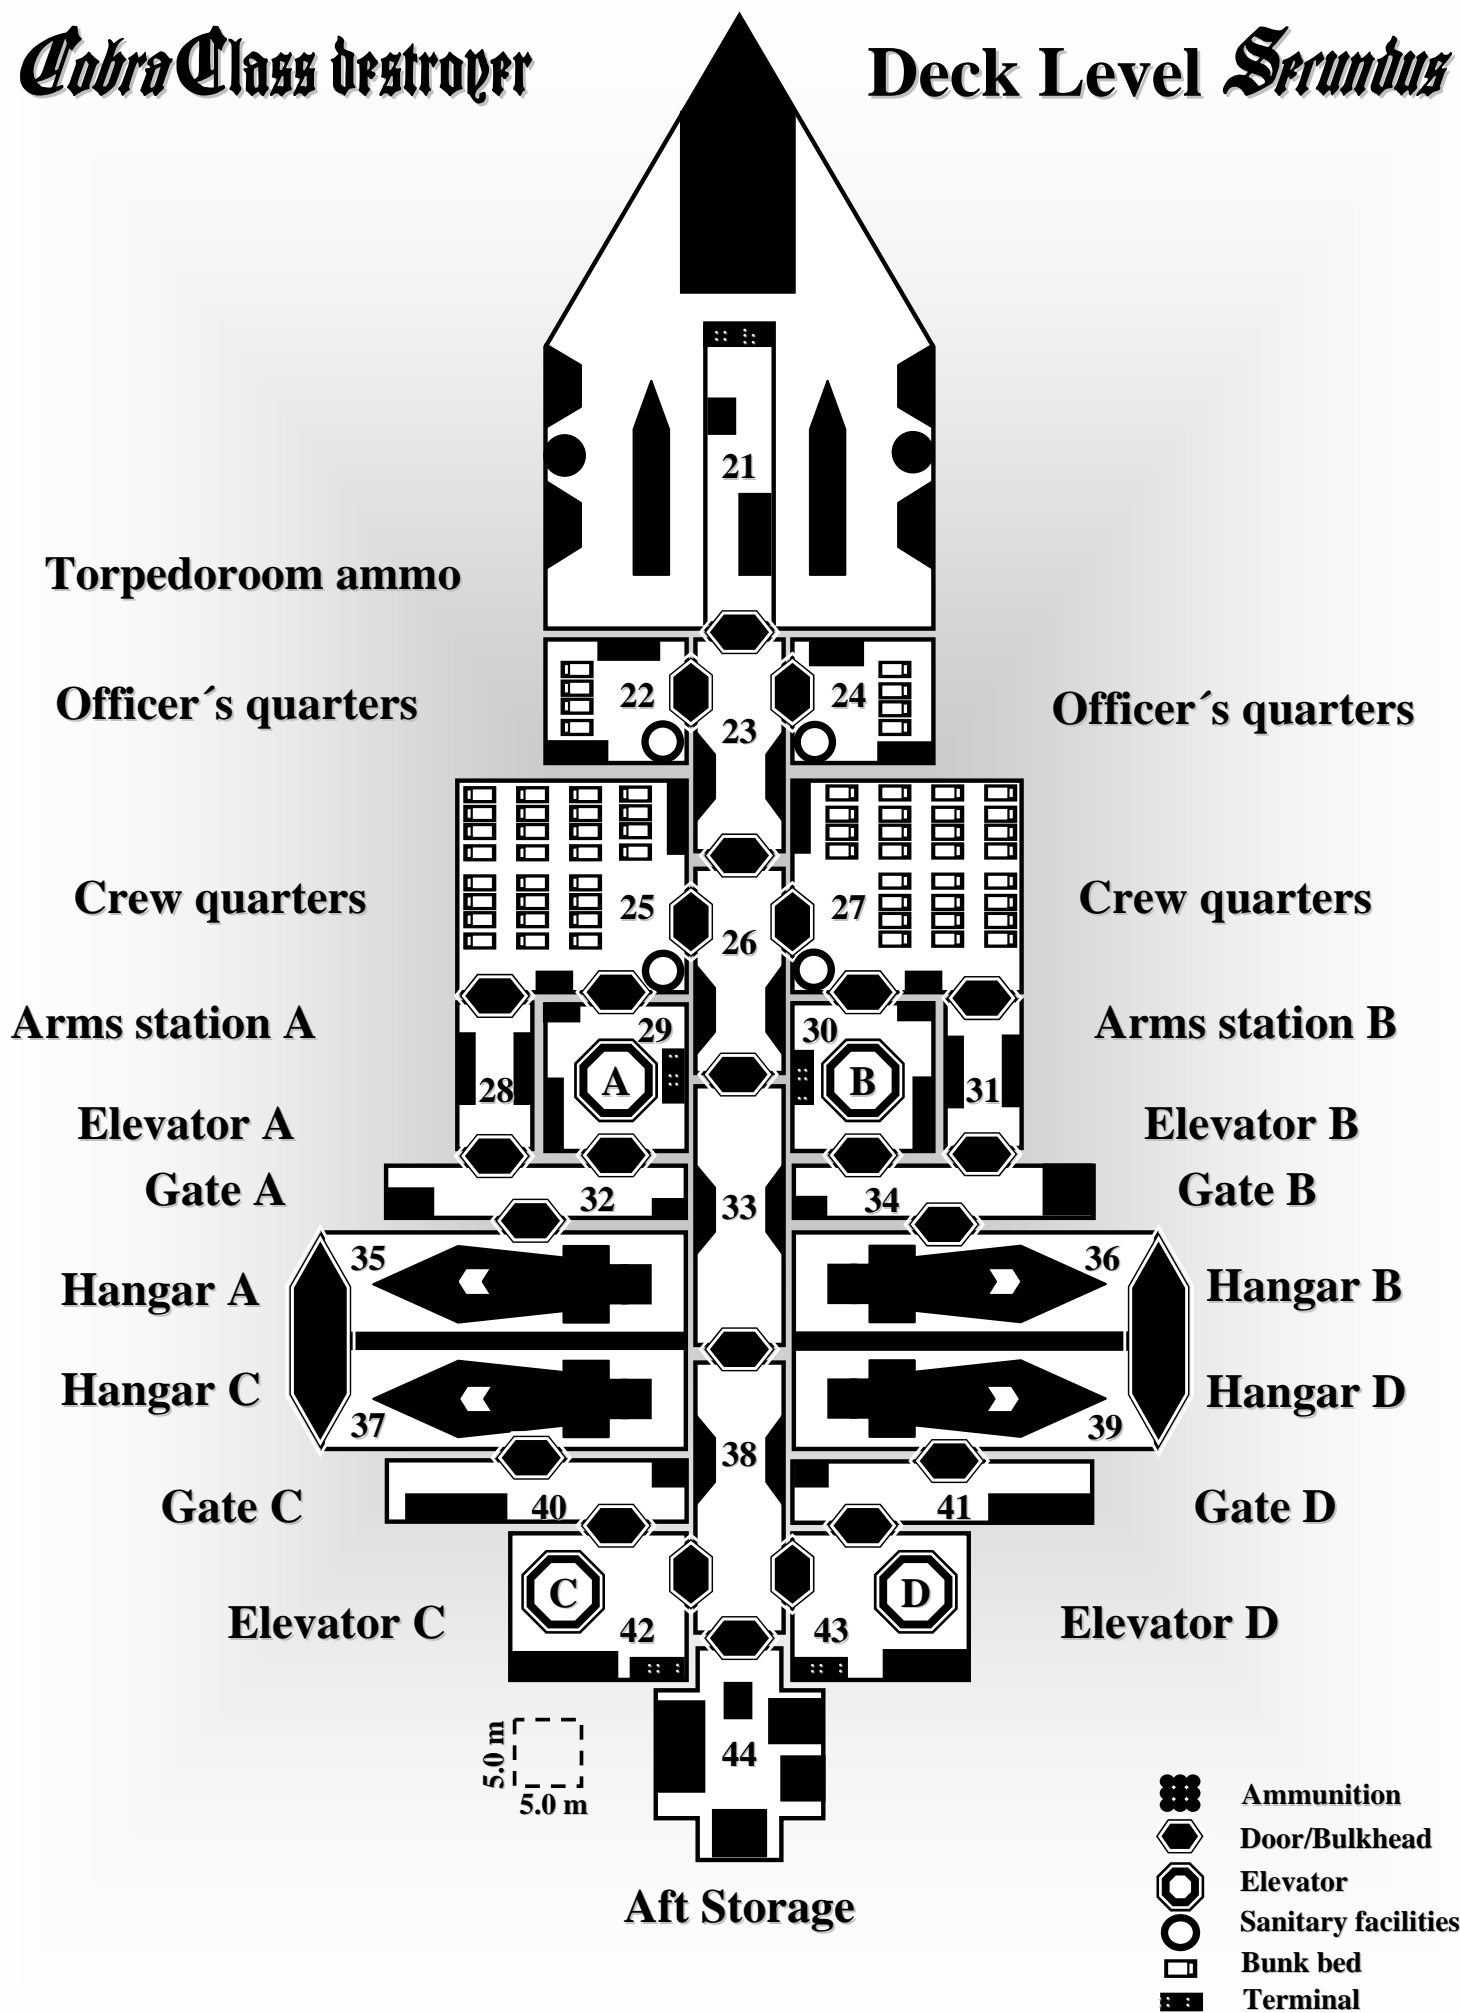 Cobra Class destroyer
Deck Level Secundus
21
Torpedoroom ammo
22
24
Officer´s quarters
23
Officer´s quarters
Crew quarters
25
26
27
Crew quarters
Arms station A
29
30
Arms station B
28
A
B
31
Elevator A
Elevator B
Gate A
32
33
34
Gate B
35
36
Hangar A
Hangar B
Hangar C
Hangar D
37
38
39
Gate C
40
41
Gate D
C
D
Elevator C
42
43
Elevator D
44
5.0 m
5.0 m
Aft Storage
Ammunition
Door/Bulkhead
Elevator
Sanitary facilities
Bunk bed
Terminal